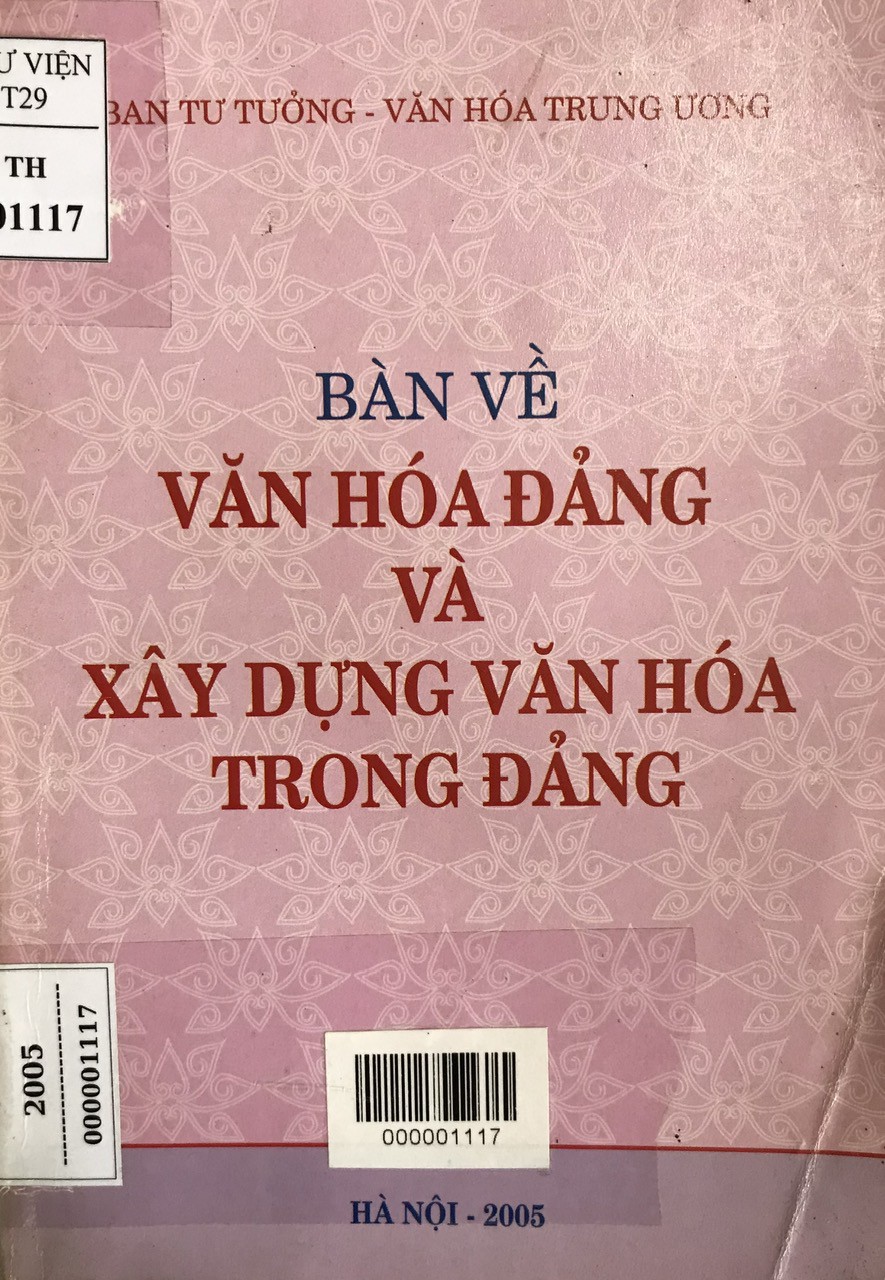 Ư VIỆN
T29
TH
01117
BAN TƯ TƯỞNG - VĂN HÓA TRUNG ƯƠNG
BÀN VỀ
VĂN HÓA ĐẢNG
VÀ
XÂY DỰNG VĂN HÓA
TRONG ĐẢNG
2005
000001117
000001117
HÀ NỘI - 2005